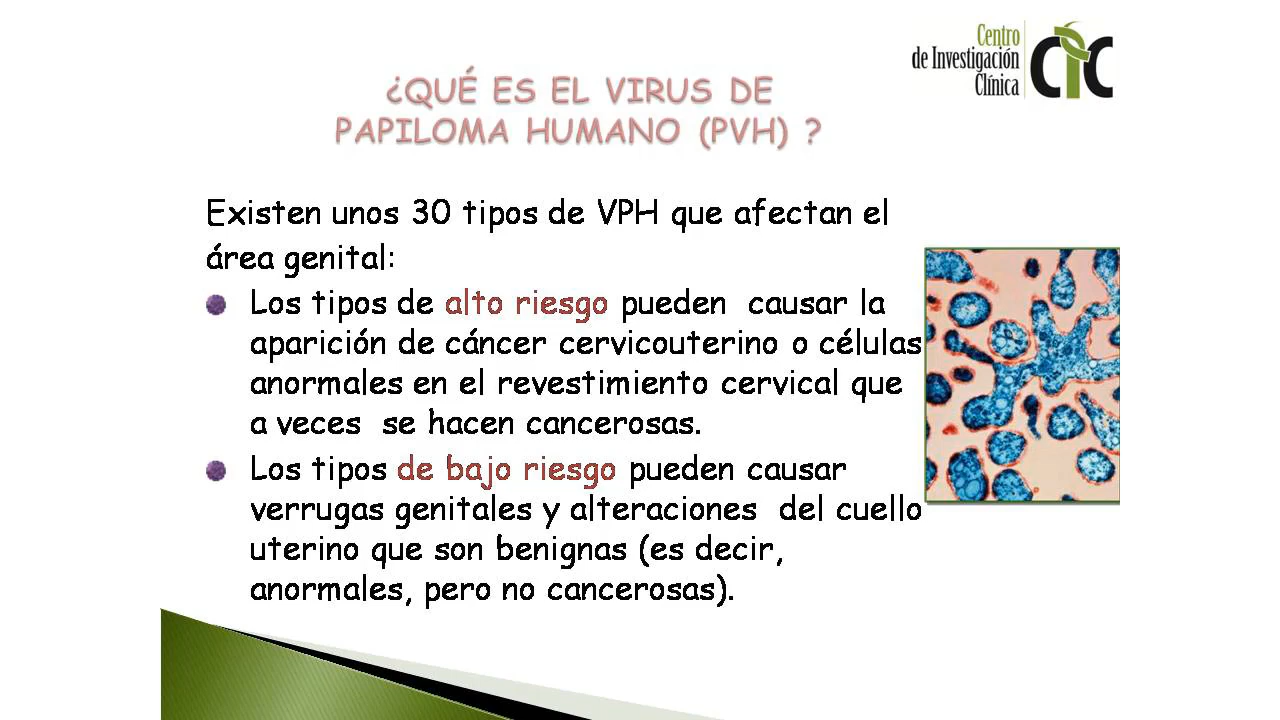 Centro
de Investigación
Clínica
CIC
¿QUÉ ES EL VIRUS DE
PAPILOMA HUMANO (PVH) ?
Existen unos 30 tipos de VPH que afectan el
área genital:
Los tipos de alto riesgo pueden causar la
aparición de cáncer cervicouterino o células
anormales en el revestimiento cervical que
a veces se hacen cancerosas.
Los tipos de bajo riesgo pueden causar
verrugas genitales y alteraciones del cuello
uterino que son benignas (es decir,
anormales, pero no cancerosas).